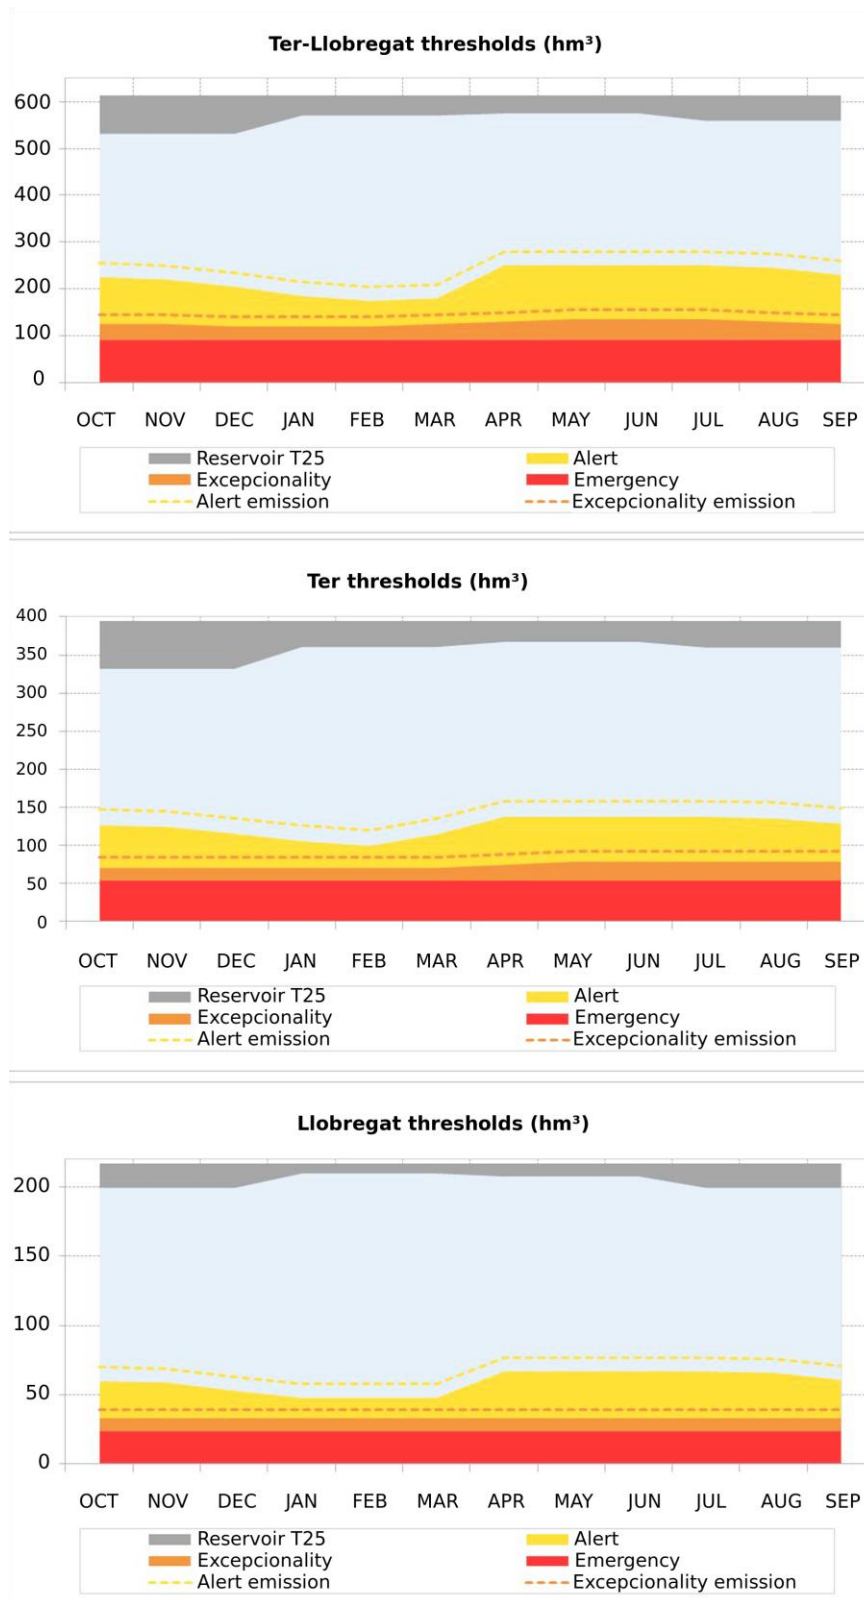 Ter-Llobregat thresholds (hm³)
600
500
400
300
200
100
0
OCT NOV DEC JAN FEB MAR APR MAY JUN JUL AUG SEP
Reservoir T25 Alert
Excepcionality Emergency
Alert emission Excepcionality emission
Ter thresholds (hm³)
400
350
300
250
200
150
100
50
0
OCT NOV DEC JAN FEB MAR APR MAY JUN JUL AUG SEP
Reservoir T25 Alert
Excepcionality Emergency
Alert emission Excepcionality emission
Llobregat thresholds (hm³)
200
150
100
50
0
OCT NOV DEC JAN FEB MAR APR MAY JUN JUL AUG SEP
Reservoir T25 Alert
Excepcionality Emergency
Alert emission Excepcionality emission